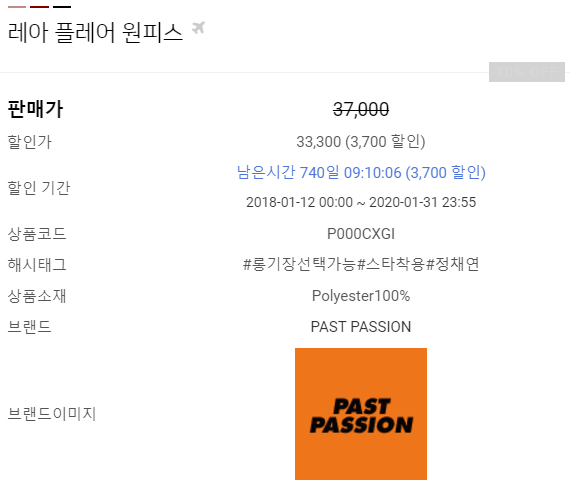 레아 플레어 원피스
판매가 37,000
할인가 33,300 (3,700 할인)
할인 기간 남은시간 740일 09:10:06 (3,700 할인)
2018-01-12 00:00 ~ 2020-01-31 23:55
상품코드 P000CXGI
해시태그 #롱기장선택가능#스타착용#정채연
상품소재 Polyester100%
브랜드 PAST PASSION
브랜드이미지
PAST
PASSION